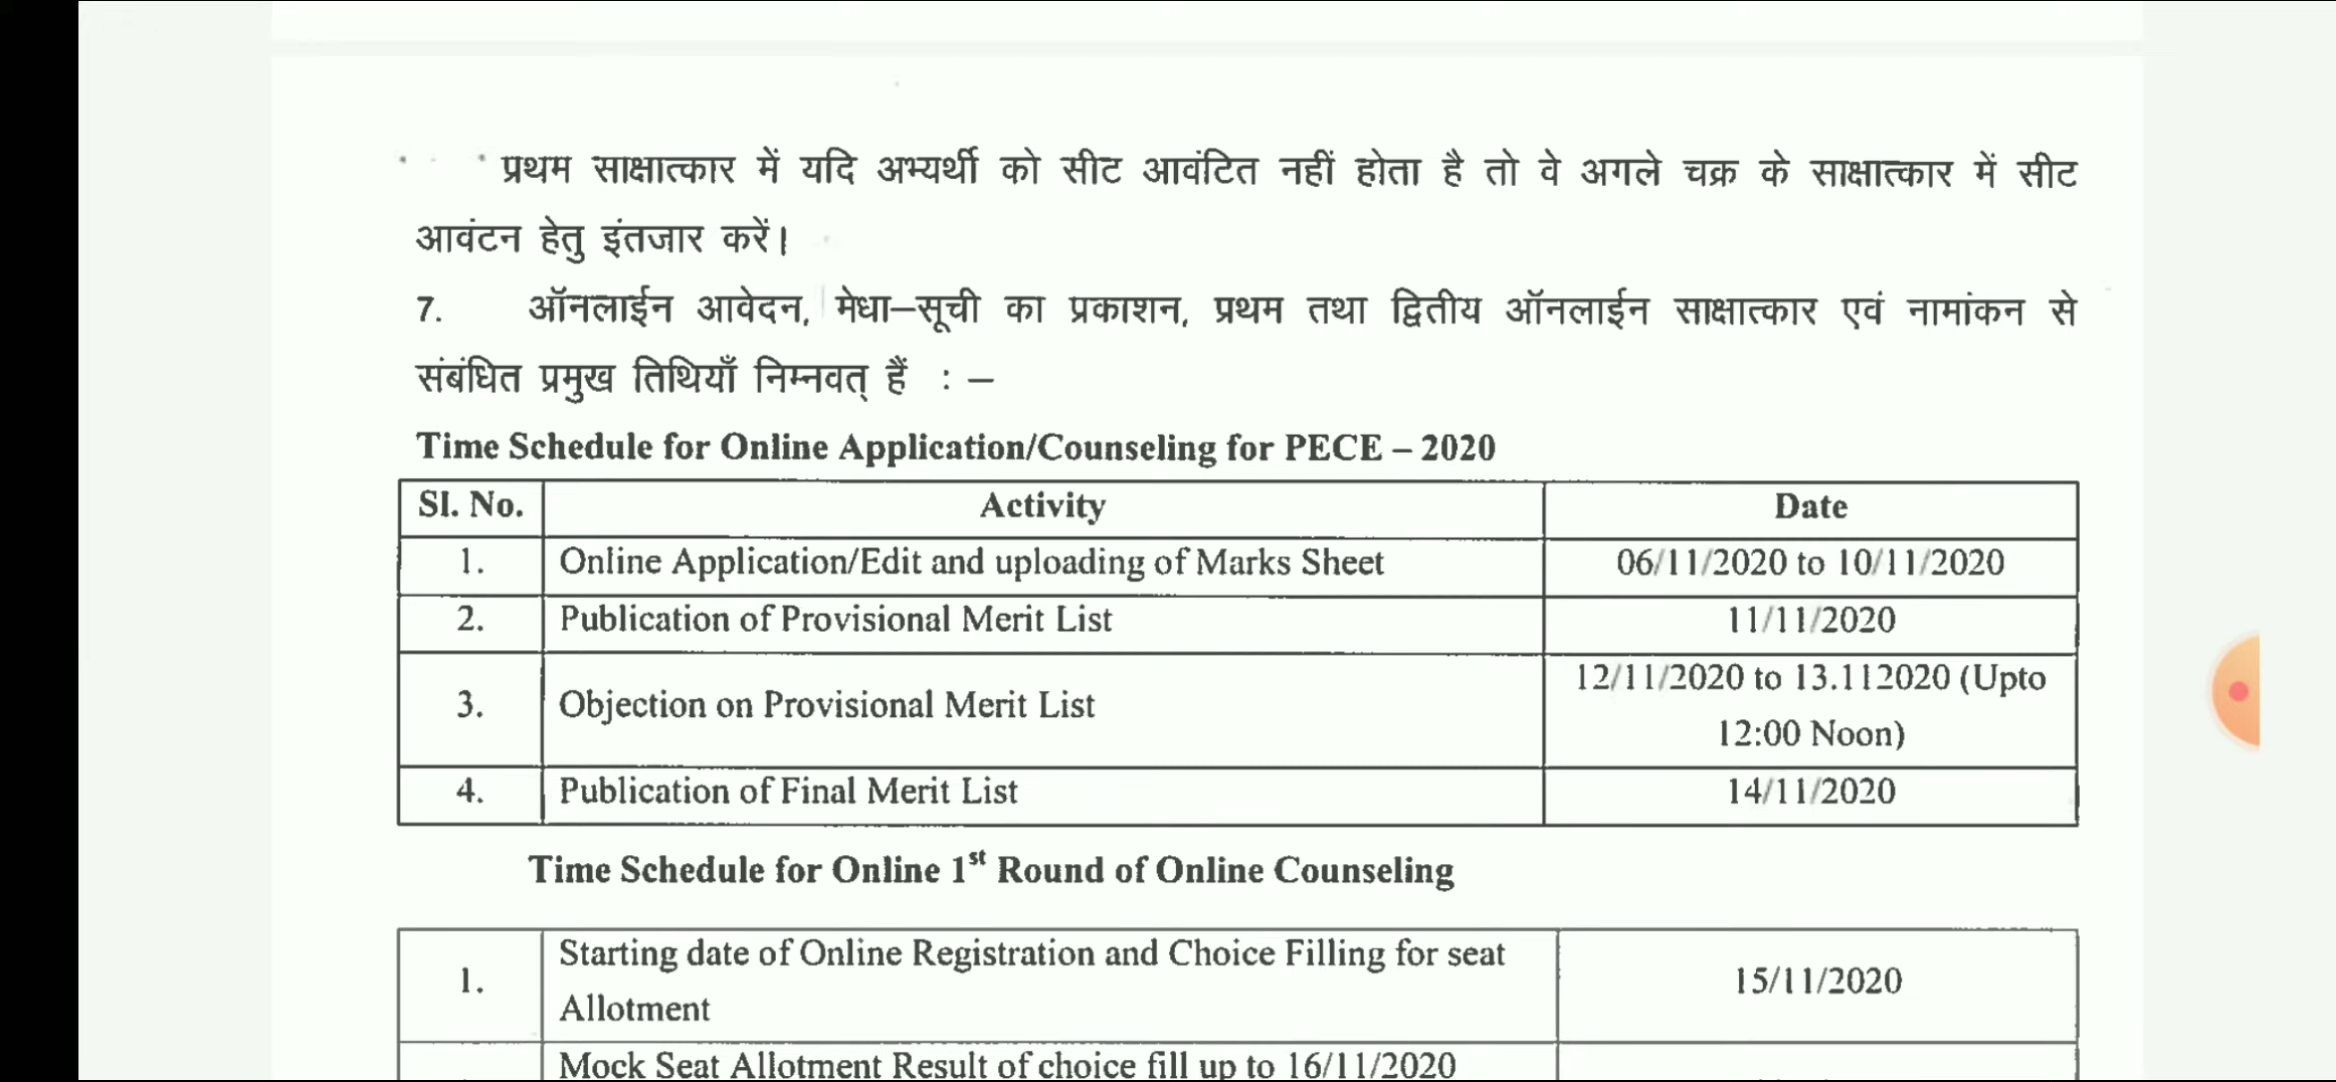 प्रथम साक्षात्कार में यदि अभ्यर्थी को सीट आवंटित नहीं होता है तो वे अगले चक्र के साक्षात्कार में सीट
आवंटन हेतु इंतजार करें।
7. ऑनलाईन आवेदन, मेधा–सूची का प्रकाशन, प्रथम तथा द्वितीय ऑनलाईन साक्षात्कार एवं नामांकन से
संबंधित प्रमुख तिथियाँ निम्नवत् हैं : –
Time Schedule for Online Application/Counseling for PECE – 2020
Sl. No. Activity Date
1. Online Application/Edit and uploading of Marks Sheet 06/11/2020 to 10/11/2020
2. Publication of Provisional Merit List 11/11/2020
3. Objection on Provisional Merit List 12/11/2020 to 13.112020 (Upto
12:00 Noon)
4. Publication of Final Merit List 14/11/2020
Time Schedule for Online 1st Round of Online Counseling
1. Starting date of Online Registration and Choice Filling for seat
Allotment 15/11/2020
Mock Seat Allotment Result of choice fill up to 16/11/2020